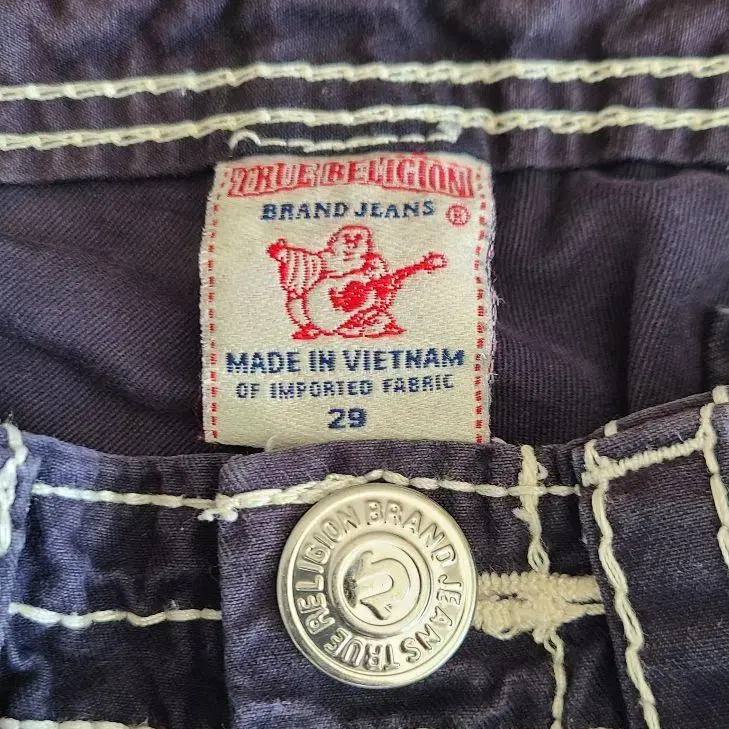 TRUE RELIGION
BRAND JEANS ®
MADE IN VIETNAM
OF IMPORTED FABRIC
29
TRUE RELIGION BRAND JEANS